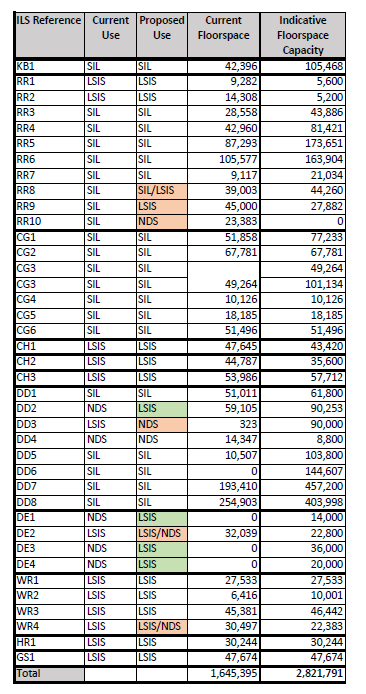 ILS Reference Current Use Proposed Use Current Floorspace Indicative Floorspace Capacity
KB1 SIL SIL 42,396 105,468
RR1 LSIS LSIS 9,282 5,600
RR2 LSIS LSIS 14,308 5,200
RR3 SIL SIL 28,558 43,886
RR4 SIL SIL 42,960 81,421
RR5 SIL SIL 87,293 173,651
RR6 SIL SIL 105,577 163,904
RR7 SIL SIL 9,117 21,034
RR8 SIL SIL/LSIS 39,003 44,260
RR9 SIL LSIS 45,000 27,882
RR10 SIL NDS 23,383 0
CG1 SIL SIL 51,858 77,233
CG2 SIL SIL 67,781 67,781
CG3 SIL SIL 49,264
CG3 SIL SIL 49,264 101,134
CG4 SIL SIL 10,126 10,126
CG5 SIL SIL 18,185 18,185
CG6 SIL SIL 51,496 51,496
CH1 LSIS LSIS 47,645 43,420
CH2 LSIS LSIS 44,787 35,600
CH3 LSIS LSIS 53,986 57,712
DD1 SIL SIL 51,011 61,800
DD2 NDS LSIS 59,105 90,253
DD3 LSIS NDS 323 90,000
DD4 NDS NDS 14,347 8,800
DD5 SIL SIL 10,507 103,800
DD6 SIL SIL 0 144,607
DD7 SIL SIL 193,410 457,200
DD8 SIL SIL 254,903 403,998
DE1 NDS LSIS 0 14,000
DE2 LSIS LSIS/NDS 32,039 22,800
DE3 NDS LSIS 0 36,000
DE4 NDS LSIS 0 20,000
WR1 LSIS LSIS 27,533 27,533
WR2 LSIS LSIS 6,416 10,001
WR3 LSIS LSIS 45,381 46,442
WR4 LSIS LSIS/NDS 30,497 22,383
HR1 LSIS LSIS 30,244 30,244
GS1 LSIS LSIS 47,674 47,674
Total 1,645,395 2,821,791